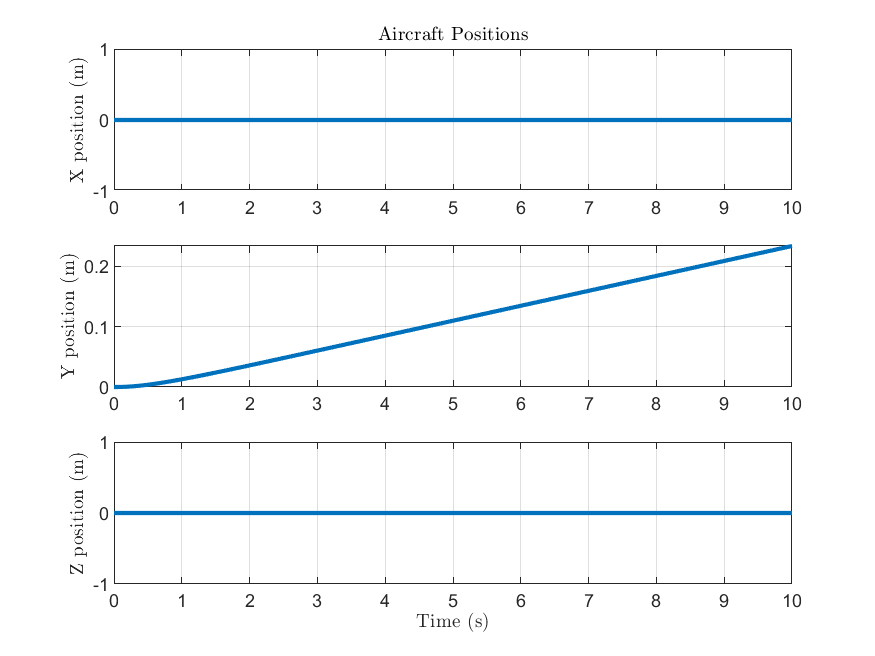 Aircraft Positions
X position (m)
1
0
-1
0 1 2 3 4 5 6 7 8 9 10
Y position (m)
0.2
0.1
0
0 1 2 3 4 5 6 7 8 9 10
Z position (m)
1
0
-1
0 1 2 3 4 5 6 7 8 9 10
Time (s)